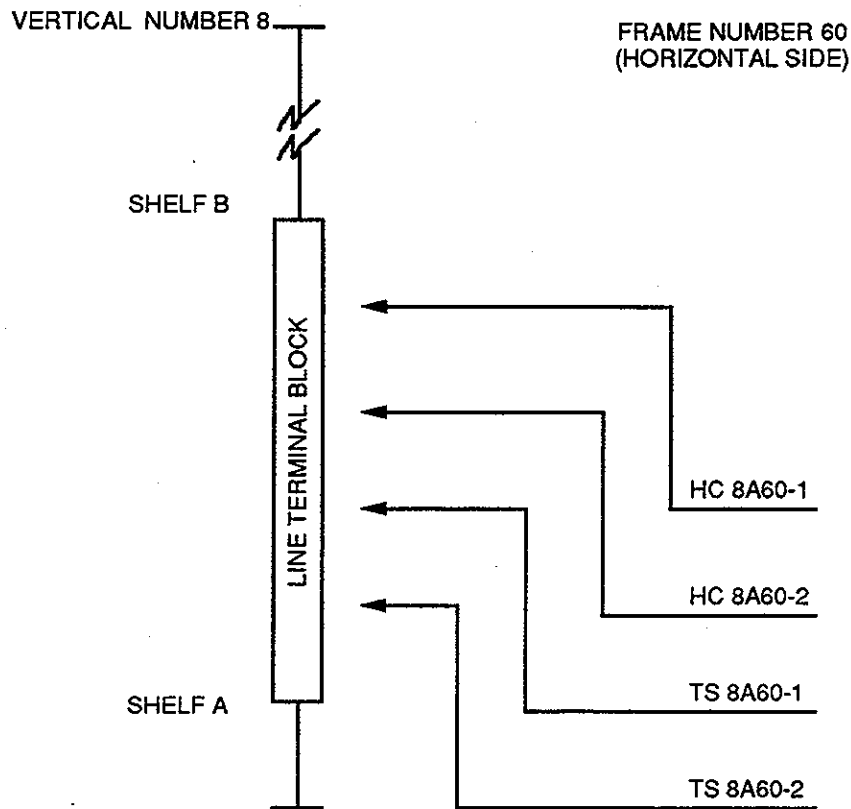 VERTICAL NUMBER 8
FRAME NUMBER 60
(HORIZONTAL SIDE)
SHELF B
LINE TERMINAL BLOCK
HC 8A60-1
HC 8A60-2
SHELF A
TS 8A60-1
TS 8A60-2